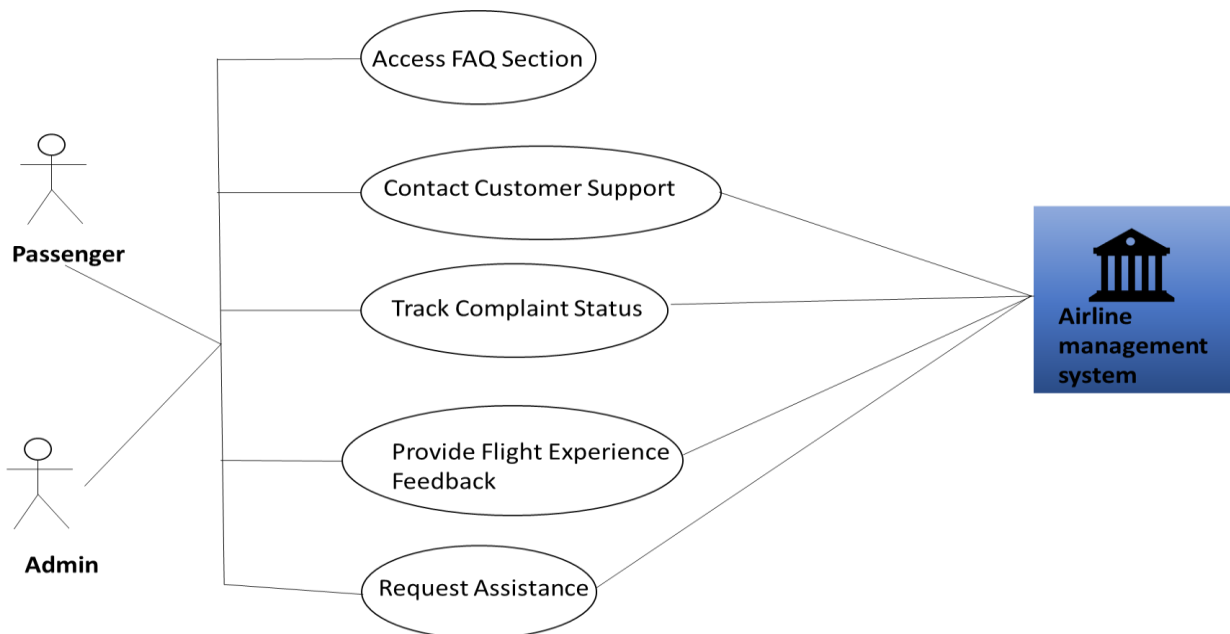 Access FAQ Section
Contact Customer Support
Passenger
Track Complaint Status
Airline
management
system
Provide Flight Experience
Feedback
Admin
Request Assistance